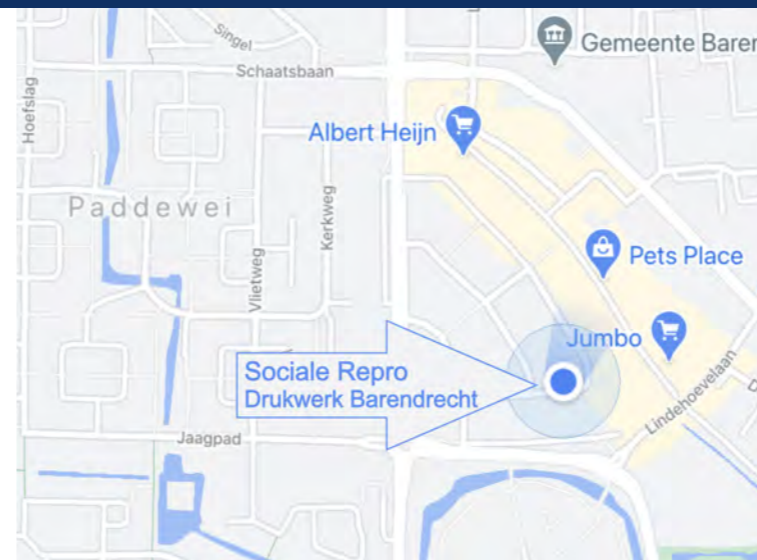 Singel
Gemeente Baren
Schaatsbaan
Hoefslag
Albert Heijn
Paddewei
Kerkweg
Vlietweg
Pets Place
Jumbo
Sociale Repro
Drukwerk Barendrecht
Lindehoevelaan
Jaagpad